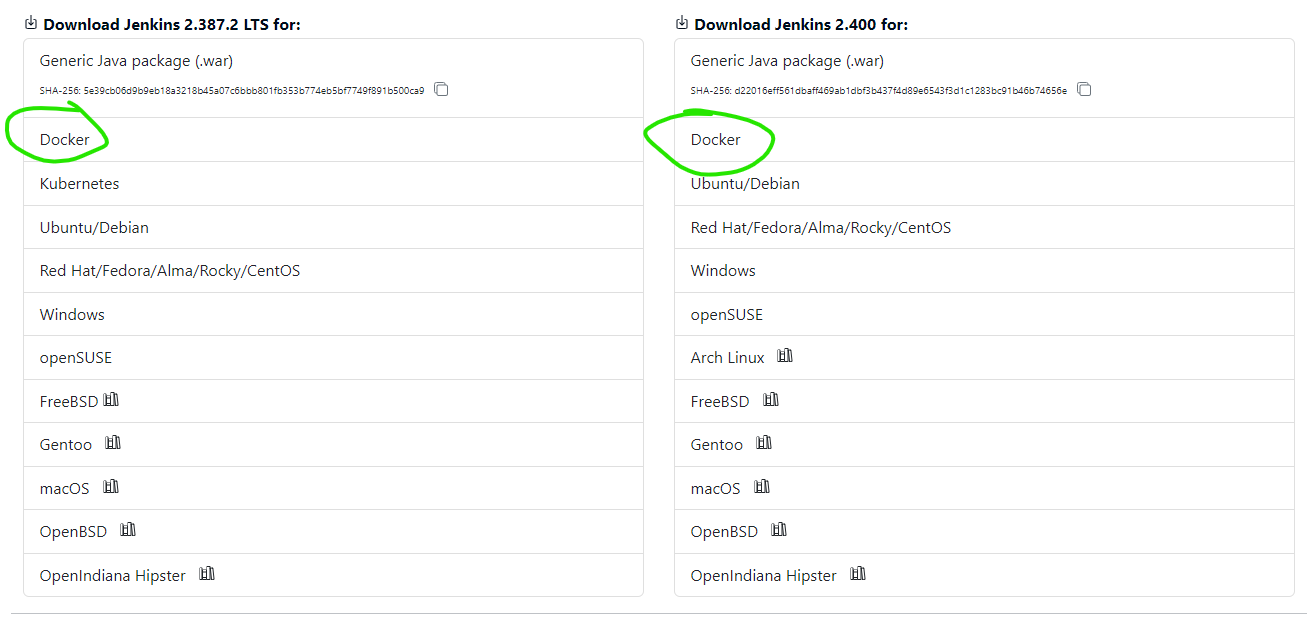 Download Jenkins 2.387.2 LTS for:
Generic Java package (.war)
SHA-256: 5e39cb06d9b9eb18a3218b45a07c6bbb801fb353b774eb5bf7749f891b500ca9
Docker
Kubernetes
Ubuntu/Debian
Red Hat/Fedora/Alma/Rocky/CentOS
Windows
openSUSE
FreeBSD
Gentoo
macOS
OpenBSD
OpenIndiana Hipster
Download Jenkins 2.400 for:
Generic Java package (.war)
SHA-256: d22016eff561dbaff469ab1dbf3b437f4d89e6543f3d1c1283bc91b46b74656e
Docker
Ubuntu/Debian
Red Hat/Fedora/Alma/Rocky/CentOS
Windows
openSUSE
Arch Linux
FreeBSD
Gentoo
macOS
OpenBSD
OpenIndiana Hipster